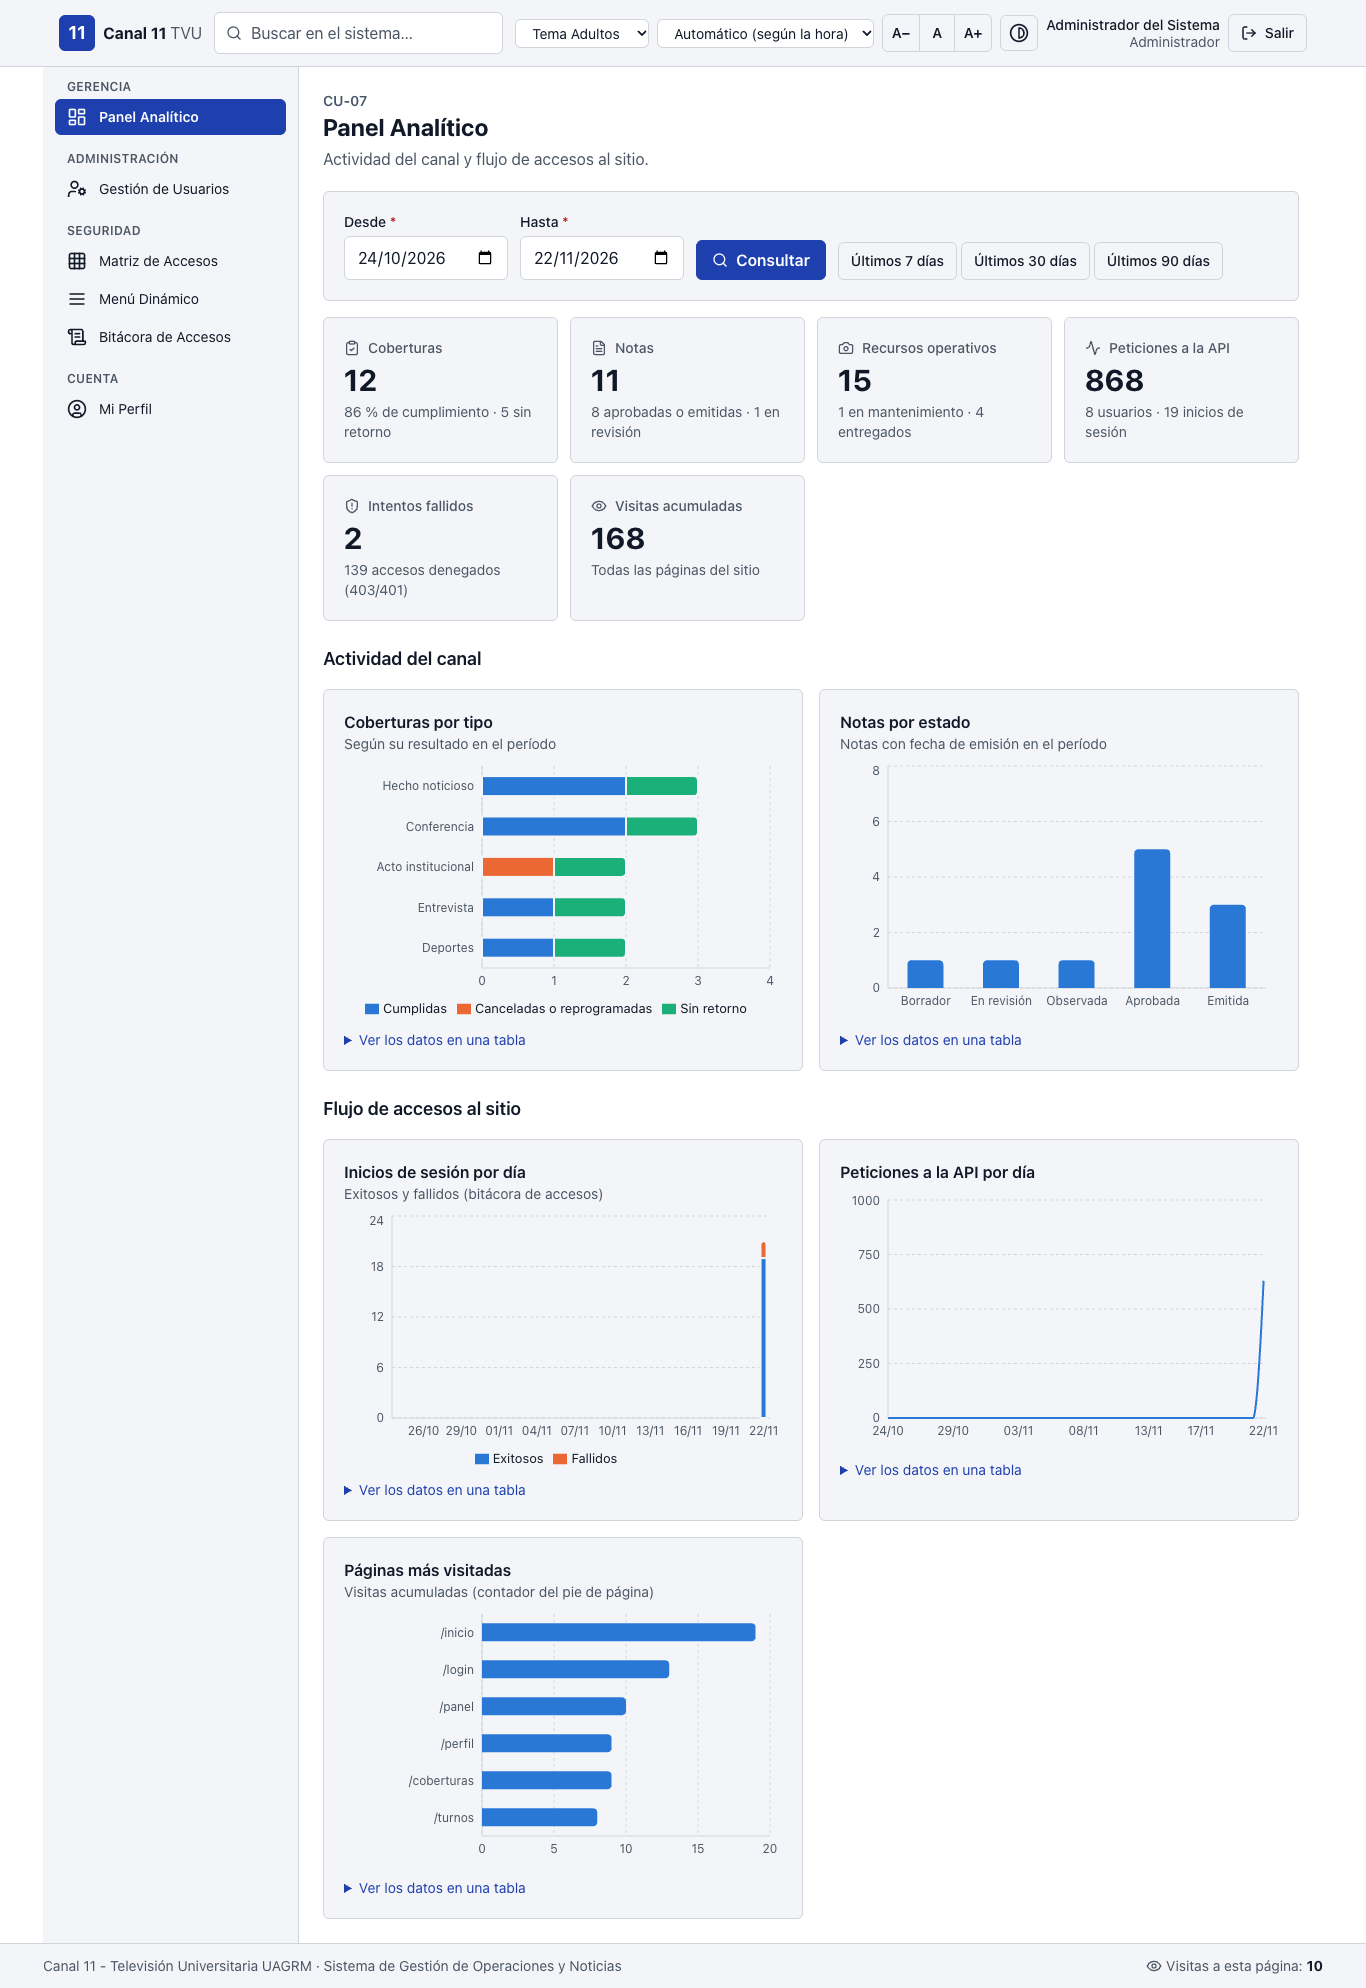 11 Canal 11 TVU
Buscar en el sistema...
Tema Adultos
Automático (según la hora)
A− A A+
Administrador del Sistema
Administrador
Salir
GERENCIA
Panel Analítico
ADMINISTRACIÓN
Gestión de Usuarios
SEGURIDAD
Matriz de Accesos
Menú Dinámico
Bitácora de Accesos
CUENTA
Mi Perfil
CU-07
Panel Analítico
Actividad del canal y flujo de accesos al sitio.
Desde *
24/10/2026
Hasta *
22/11/2026
Consultar
Últimos 7 días
Últimos 30 días
Últimos 90 días
Coberturas
12
86 % de cumplimiento · 5 sin
retorno
Notas
11
8 aprobadas o emitidas · 1 en
revisión
Recursos operativos
15
1 en mantenimiento · 4
entregados
Peticiones a la API
868
8 usuarios · 19 inicios de
sesión
Intentos fallidos
2
139 accesos denegados
(403/401)
Visitas acumuladas
168
Todas las páginas del sitio
Actividad del canal
Coberturas por tipo
Según su resultado en el período
Hecho noticioso
Conferencia
Acto institucional
Entrevista
Deportes
0 1 2 3 4
Cumplidas Canceladas o reprogramadas Sin retorno
Ver los datos en una tabla
Notas por estado
Notas con fecha de emisión en el período
8
6
4
2
0
Borrador En revisión Observada Aprobada Emitida
Ver los datos en una tabla
Flujo de accesos al sitio
Inicios de sesión por día
Exitosos y fallidos (bitácora de accesos)
24
18
12
6
0
26/10 29/10 01/11 04/11 07/11 10/11 13/11 16/11 19/11 22/11
Exitosos Fallidos
Ver los datos en una tabla
Peticiones a la API por día
1000
750
500
250
0
24/10 29/10 03/11 08/11 13/11 17/11 22/11
Ver los datos en una tabla
Páginas más visitadas
Visitas acumuladas (contador del pie de página)
/inicio
/login
/panel
/perfil
/coberturas
/turnos
0 5 10 15 20
Ver los datos en una tabla
Canal 11 - Televisión Universitaria UAGRM · Sistema de Gestión de Operaciones y Noticias
Visitas a esta página: 10